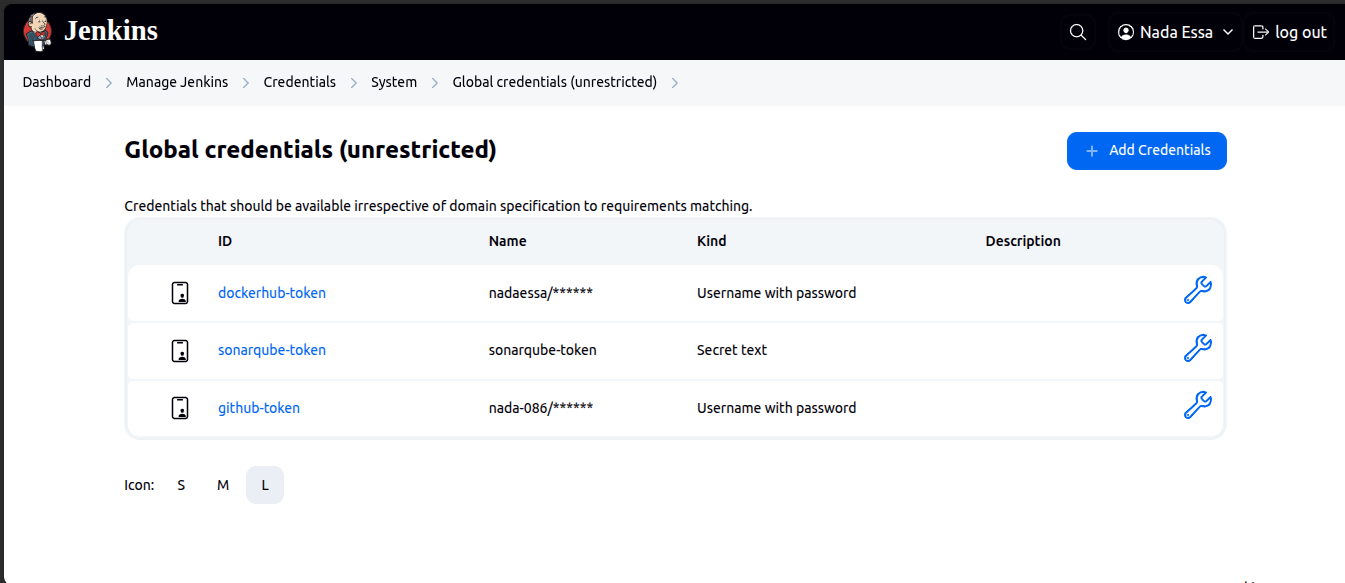 Jenkins
Nada Essa
log out
Dashboard
Manage Jenkins
Credentials
System
Global credentials (unrestricted)
Global credentials (unrestricted)
+ Add Credentials
Credentials that should be available irrespective of domain specification to requirements matching.
ID Name Kind Description
dockerhub-token nadaessa/****** Username with password
sonarqube-token sonarqube-token Secret text
github-token nada-086/****** Username with password
Icon: S M L